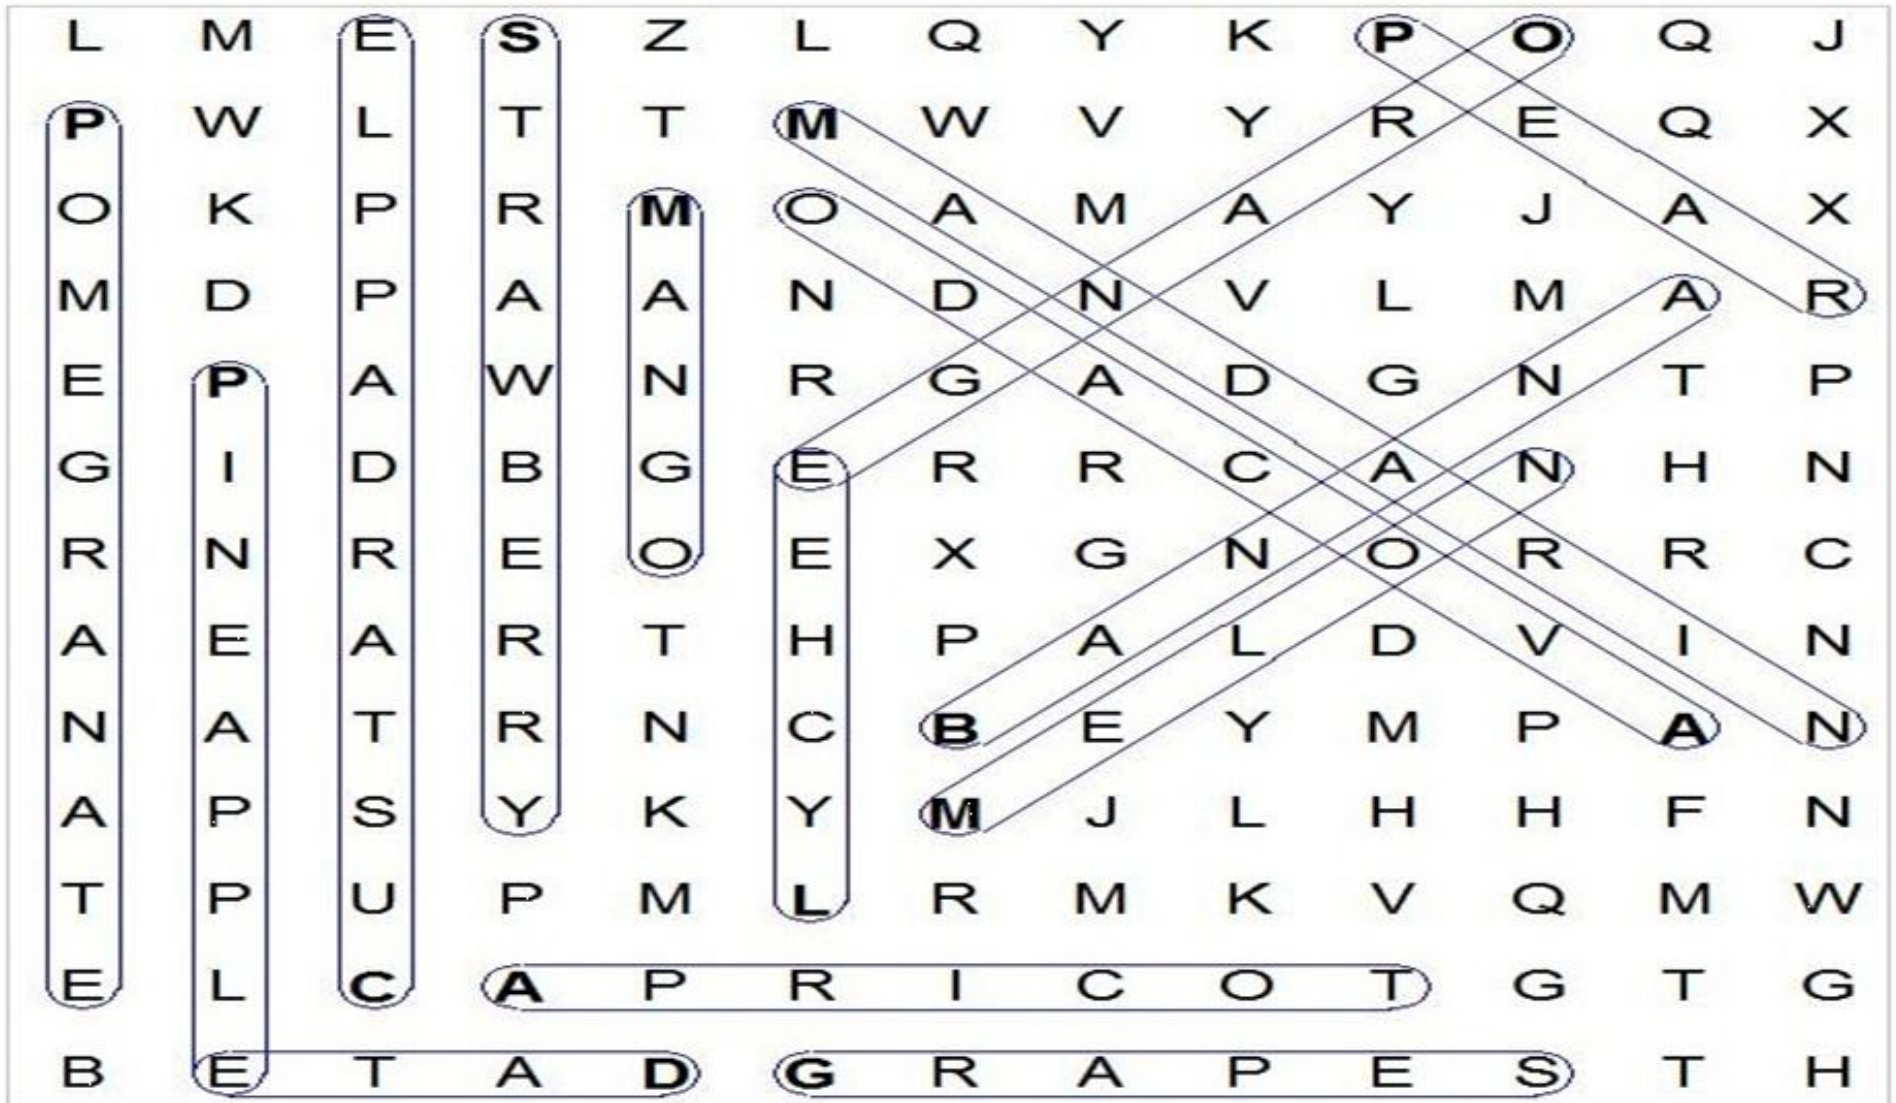 L M E S Z L Q Y K P O Q J
P W L T T M W V Y R E Q X
O K P R M O A M A Y J A X
M D P A A N D N V L M A R
E P A W N R G A D G N T P
G I D B G E R R C A N H N
R N R E O E X G N O R R C
A E A R T H P A L D V I N
N A T R N C B E Y M P A N
A P S Y K Y M J L H H F N
T P U P M L R M K V Q M W
E L C A P R I C O T G T G
B E T A D G R A P E S T H